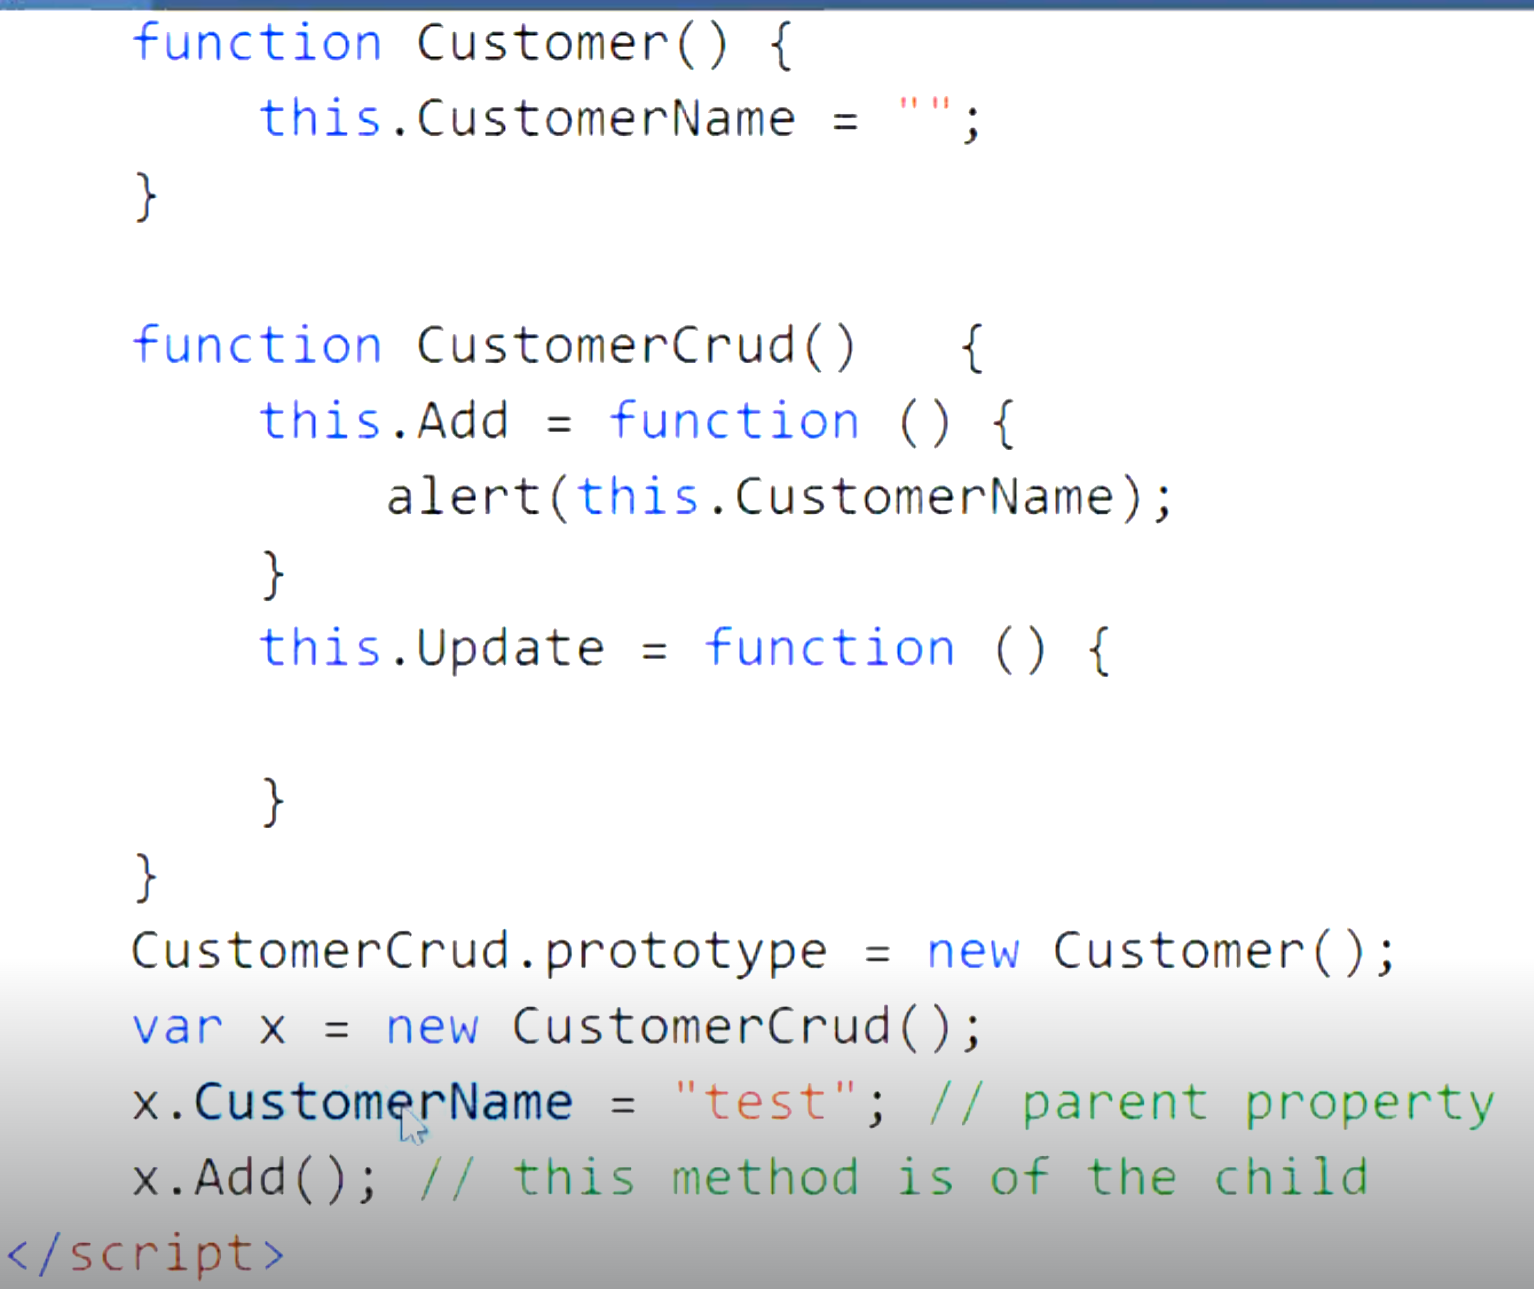 function Customer() {
this.CustomerName = "";
}
function CustomerCrud() {
this.Add = function () {
alert(this.CustomerName);
}
this.Update = function () {
}
}
CustomerCrud.prototype = new Customer();
var x = new CustomerCrud();
x.CustomerName = "test"; // parent property
x.Add(); // this method is of the child
</script>